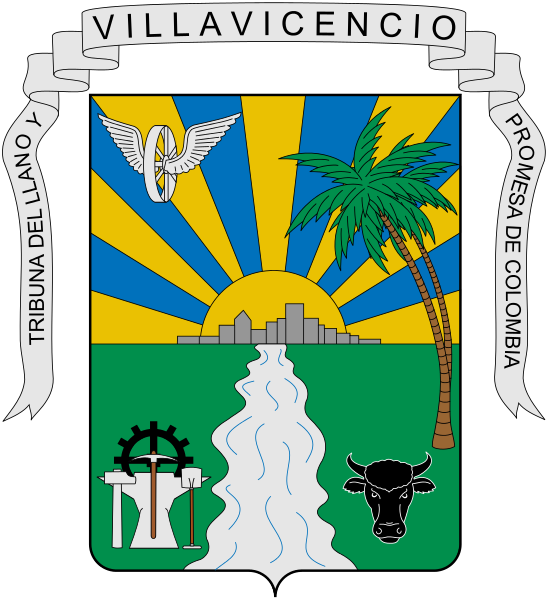 VILLAVICENCIO
TRIBUNA DEL LLANO Y
PROMESA DE COLOMBIA